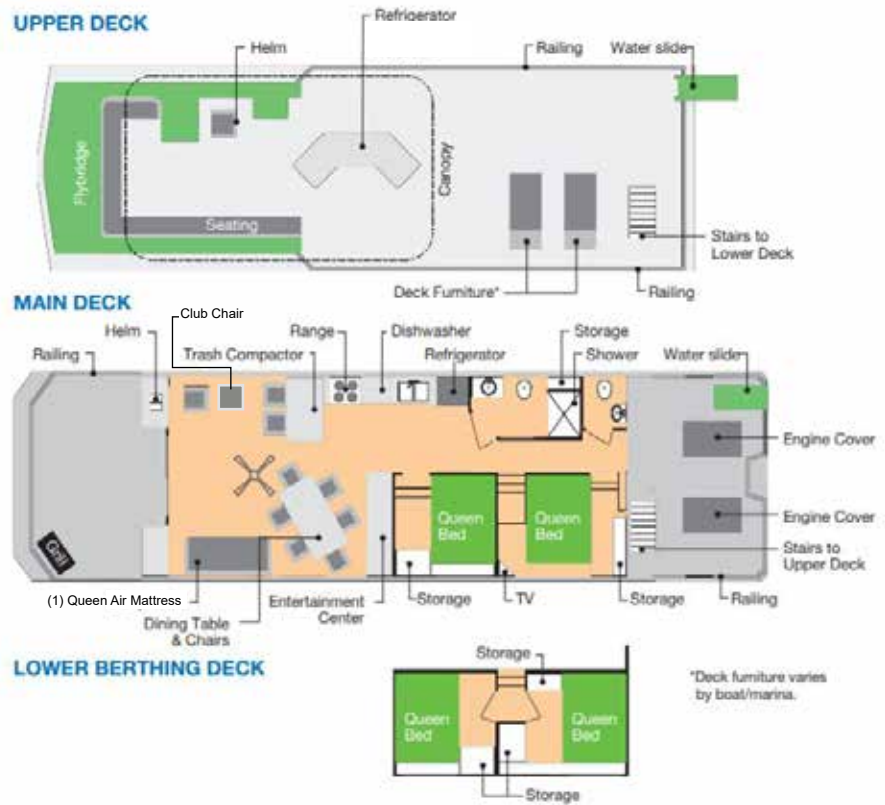 UPPER DECK
Refrigerator
Helm
Railing
Water slide
Flybridge
Canopy
Seating
Stairs to
Lower Deck
Deck Furniture*
Railing
MAIN DECK
Club Chair
Helm
Range
Dishwasher
Storage
Railing
Trash Compactor
Refrigerator
Shower
Water slide
Engine Cover
Queen
Bed
Queen
Bed
Engine Cover
Grill
Stairs to
Upper Deck
(1) Queen Air Mattress
Entertainment
Center
Storage
TV
Storage
Railing
Dining Table
& Chairs
LOWER BERTHING DECK
Storage
*Deck furniture varies
by boat/marina.
Queen
Bed
Queen
Bed
Storage